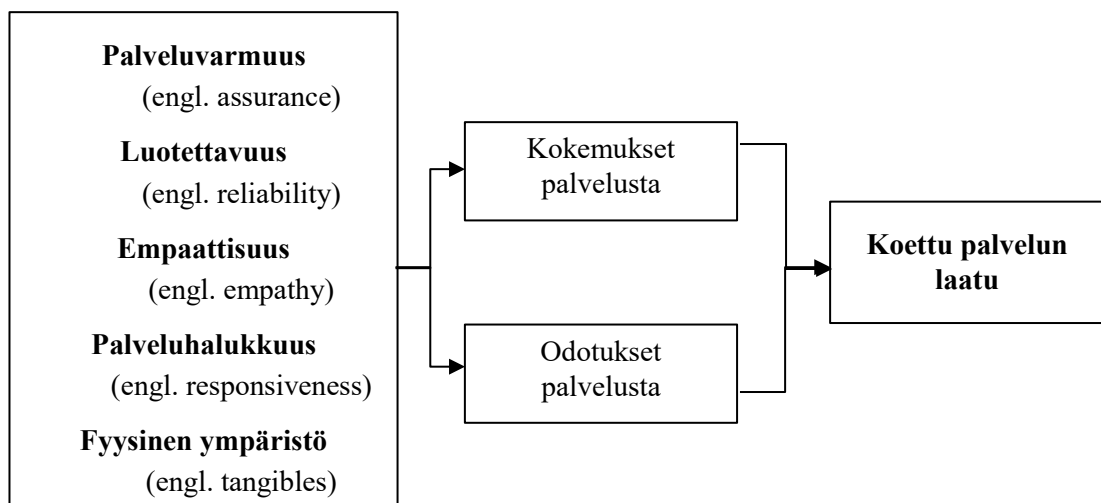 Palveluvarmuus
(engl. assurance)
Luotettavuus
(engl. reliability)
Empaattisuus
(engl. empathy)
Palveluhalukkuus
(engl. responsiveness)
Fyysinen ympäristö
(engl. tangibles)
Kokemukset
palvelusta
Odotukset
palvelusta
Koettu palvelun
laatu